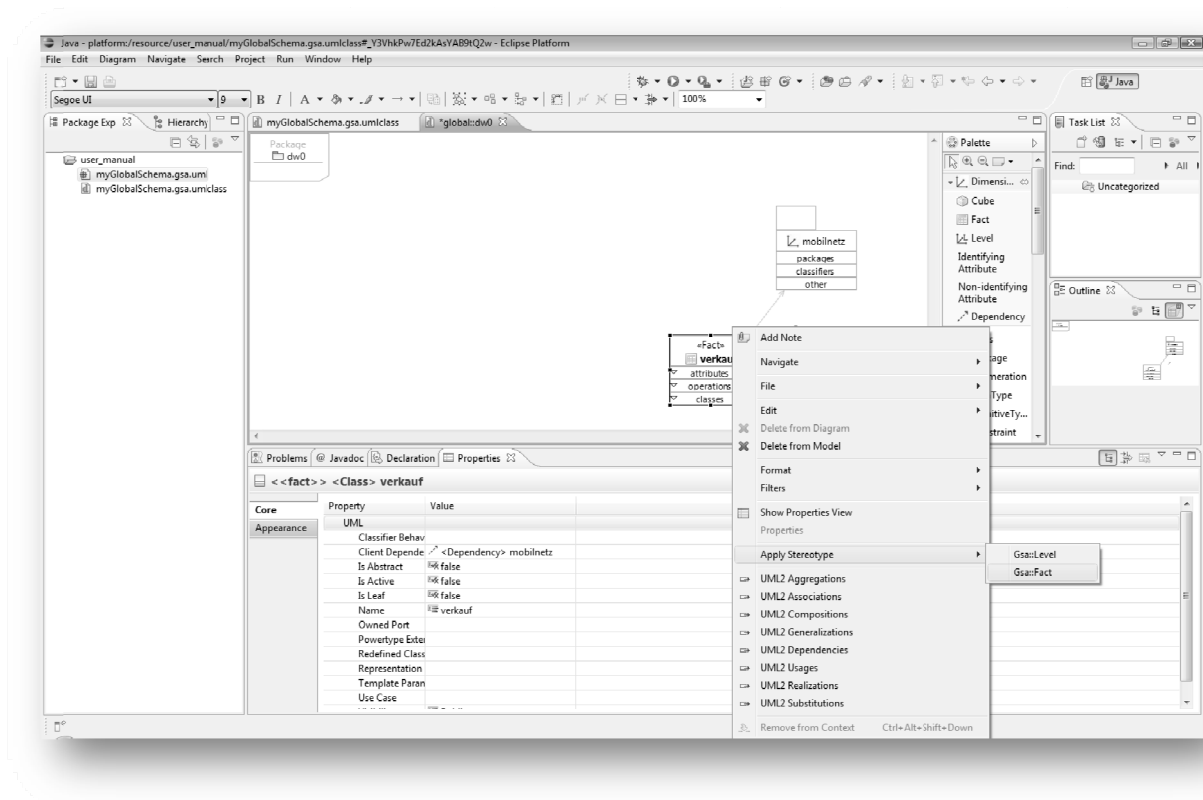 Java - platform:/resource/user_manual/myGlobalSchema.gsa.umlclass#_Y3VhkPw7Ed2kAsYAB9tQ2w - Eclipse Platform
File Edit Diagram Navigate Search Project Run Window Help
Java
Segoe UI 9 B I A 100%
Package Exp Hierarchy
myGlobalSchema.gsa.umlclass *global::dw0
Task List
user_manual
myGlobalSchema.gsa.uml
myGlobalSchema.gsa.umlclass
Package
dw0
mobilnetz
packages
classifiers
other
«Fact»
verkau
attributes
operations
classes
Palette
Dimensi...
Cube
Fact
Level
Identifying
Attribute
Non-identifying
Attribute
Dependency
s
age
meration
Type
itiveTy...
straint
Find: All
Uncategorized
Outline
Add Note
Navigate
File
Edit
Delete from Diagram
Delete from Model
Format
Filters
Show Properties View
Properties
Apply Stereotype
UML2 Aggregations
UML2 Associations
UML2 Compositions
UML2 Generalizations
UML2 Dependencies
UML2 Usages
UML2 Realizations
UML2 Substitutions
Remove from Context Ctrl+Alt+Shift+Down
Gsa::Level
Gsa::Fact
Problems @ Javadoc Declaration Properties
<<fact>> <Class> verkauf
Core
Appearance
Property Value
UML
Classifier Behav
Client Depende <Dependency> mobilnetz
Is Abstract false
Is Active false
Is Leaf false
Name verkauf
Owned Port
Powertype Exter
Redefined Class
Representation
Template Param
Use Case